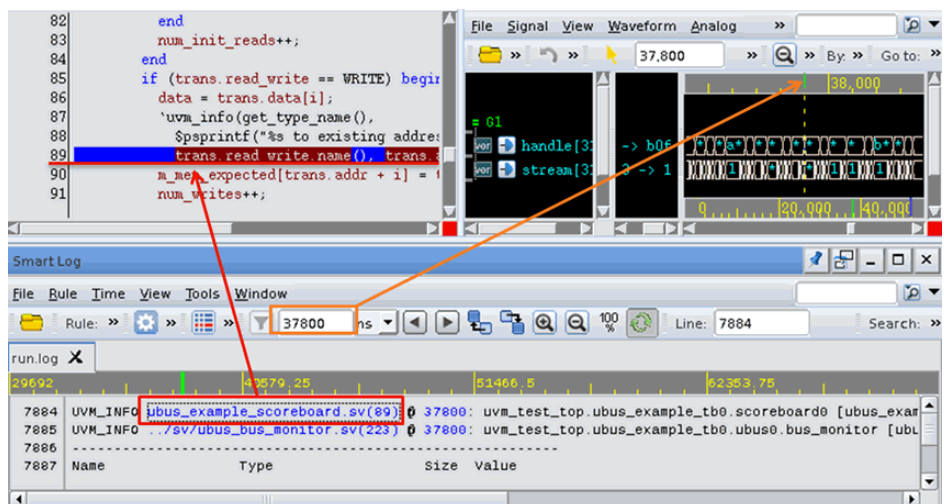 82 end
83 num_init_reads++;
84 end
85 if (trans.read_write == WRITE) begin
86 data = trans.data[i];
87 `uvm_info(get_type_name(),
88 $psprintf("%s to existing addre
89 trans.read_write.name(), trans.
90 m_mem_expected[trans.addr + i] =
91 num_writes++;
File Signal View Waveform Analog »
» » 37,800 » » By: » Go to: »
38,000
= G1
handle[31 -> b0f
stream[31 3 -> 1
0 20,000 40,000
Smart Log
File Rule Time View Tools Window
Rule: » » » 37800 ns 100 % Line: 7884 Search: »
run.log X
29692 40579.25 51466.5 62353.75
7884 UVM_INFO ubus_example_scoreboard.sv(89) @ 37800: uvm_test_top.ubus_example_tb0.scoreboard0 [ubus_exam
7885 UVM_INFO ../sv/ubus_bus_monitor.sv(223) @ 37800: uvm_test_top.ubus_example_tb0.ubus0.bus_monitor [ubu
7886 ----------------------------------------------------------------
7887 Name Type Size Value